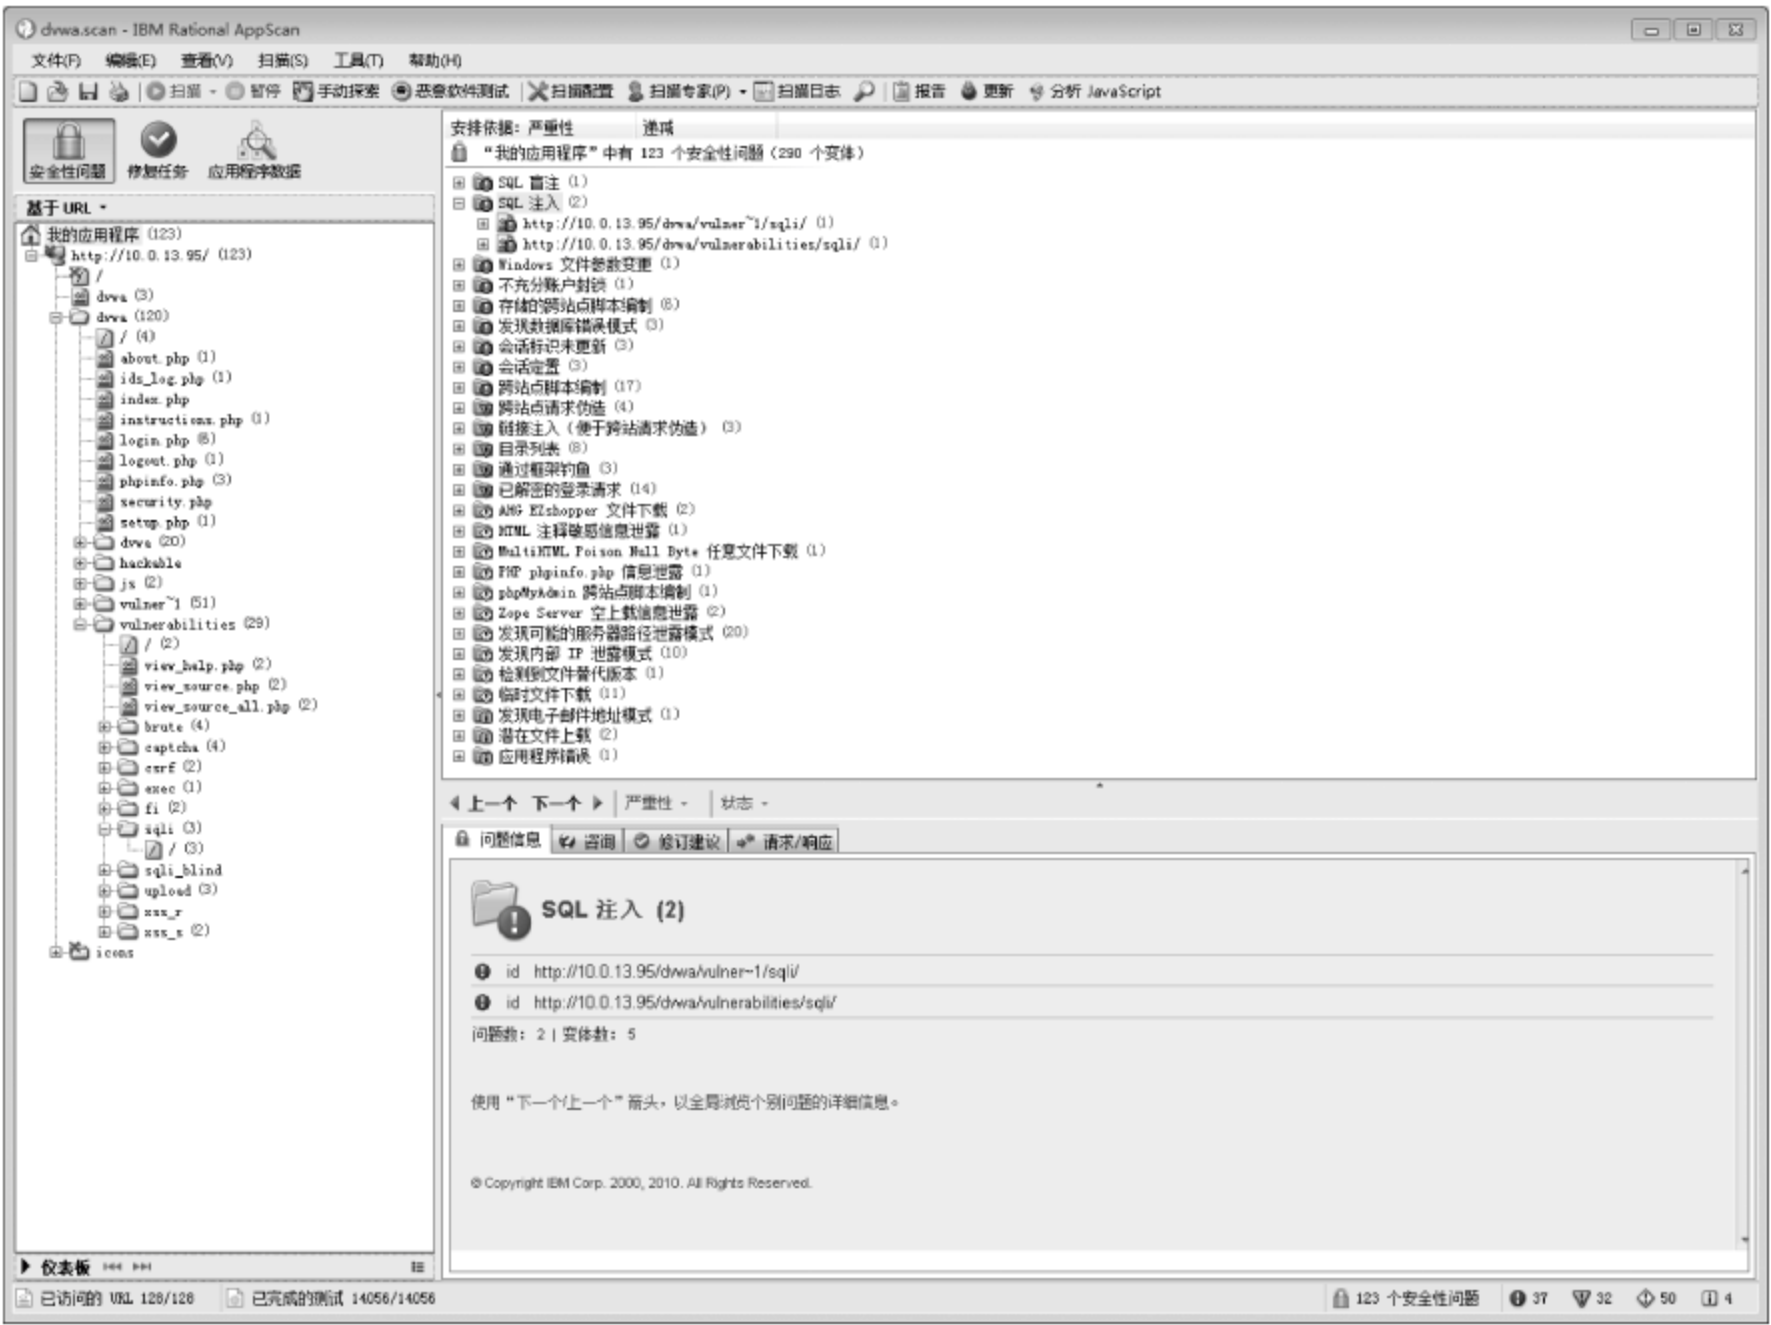 dvwa.scan - IBM Rational AppScan
文件(F) 编辑(E) 查看(V) 扫描(S) 工具(T) 帮助(H)
扫描 暂停 手动探索 恶意软件测试 扫描配置 扫描专家(P) 扫描日志 报告 更新 分析 JavaScript
安全性问题 修复任务 应用程序数据
基于 URL
我的应用程序 (123)
http://10.0.13.95/ (123)
/
dvwa (3)
dvwa (120)
/ (4)
about.php (1)
ids_log.php (1)
index.php
instructions.php (1)
login.php (6)
logout.php (1)
phpinfo.php (3)
security.php
setup.php (1)
dvwa (20)
hackable
js (2)
vulner~1 (51)
vulnerabilities (29)
/ (2)
view_help.php (2)
view_source.php (2)
view_source_all.php (2)
brute (4)
captcha (4)
csrf (2)
exec (1)
fi (2)
sqli (3)
/ (3)
sqli_blind
upload (3)
xss_r
xss_s (2)
icons
仪表板
安排依据: 严重性 递减
“我的应用程序”中有 123 个安全性问题(290 个变体)
SQL 盲注 (1)
SQL 注入 (2)
http://10.0.13.95/dvwa/vulner~1/sqli/ (1)
http://10.0.13.95/dvwa/vulnerabilities/sqli/ (1)
Windows 文件参数变更 (1)
不充分账户封锁 (1)
存储的跨站点脚本编制 (6)
发现数据库错误模式 (3)
会话标识未更新 (3)
会话定置 (3)
跨站点脚本编制 (17)
跨站点请求伪造 (4)
链接注入(便于跨站请求伪造) (3)
目录列表 (8)
通过框架钓鱼 (3)
已解密的登录请求 (14)
AHG EZshopper 文件下载 (2)
HTML 注释敏感信息泄露 (1)
MultiHTML Poison Null Byte 任意文件下载 (1)
PHP phpinfo.php 信息泄露 (1)
phpMyAdmin 跨站点脚本编制 (1)
Zope Server 空上载信息泄露 (2)
发现可能的服务器路径泄露模式 (20)
发现内部 IP 泄露模式 (10)
检测到文件替代版本 (1)
临时文件下载 (11)
发现电子邮件地址模式 (1)
潜在文件上载 (2)
应用程序错误 (1)
上一个 下一个 严重性 状态
问题信息 咨询 修订建议 请求/响应
SQL 注入 (2)
id http://10.0.13.95/dvwa/vulner~1/sqli/
id http://10.0.13.95/dvwa/vulnerabilities/sqli/
问题数: 2 | 变体数: 5
使用“下一个/上一个”箭头,以全局浏览个别问题的详细信息。
© Copyright IBM Corp. 2000, 2010. All Rights Reserved.
已访问的 URL 128/128 已完成的测试 14056/14056 123 个安全性问题 37 32 50 4